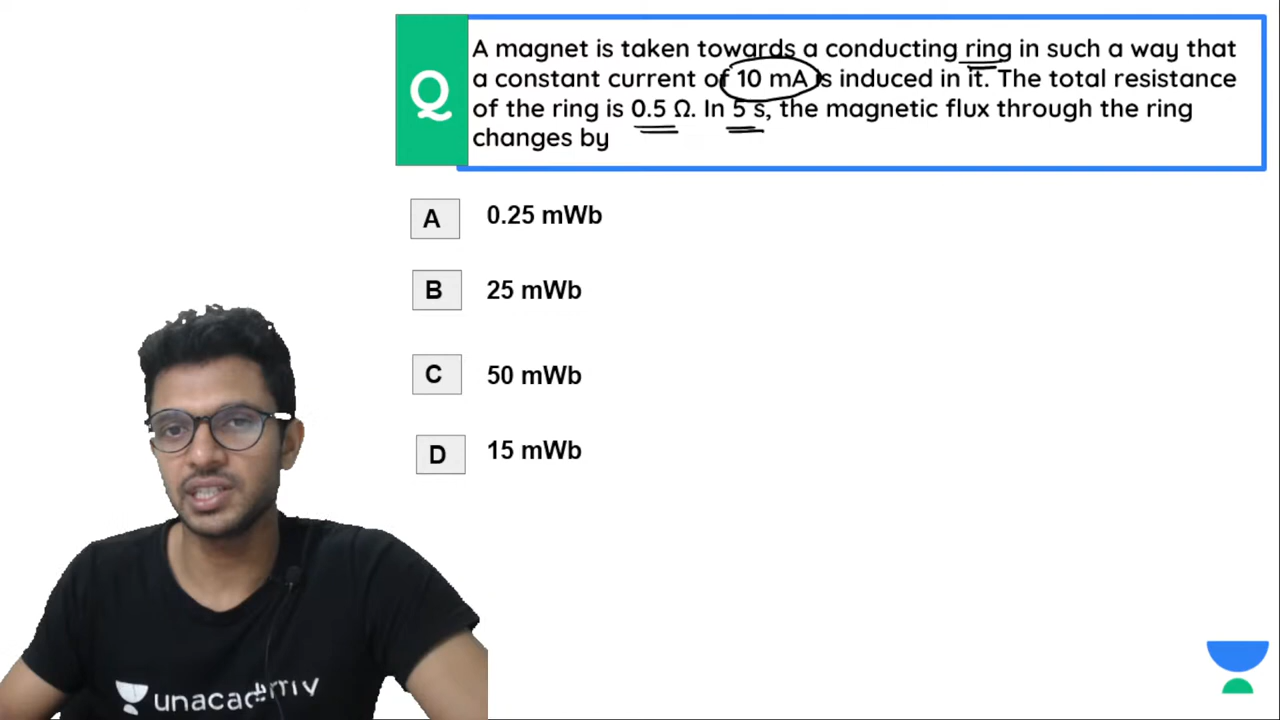 Q
A magnet is taken towards a conducting ring in such a way that
a constant current of 10 mA is induced in it. The total resistance
of the ring is 0.5 Ω. In 5 s, the magnetic flux through the ring
changes by
A 0.25 mWb
B 25 mWb
C 50 mWb
D 15 mWb
unacademy